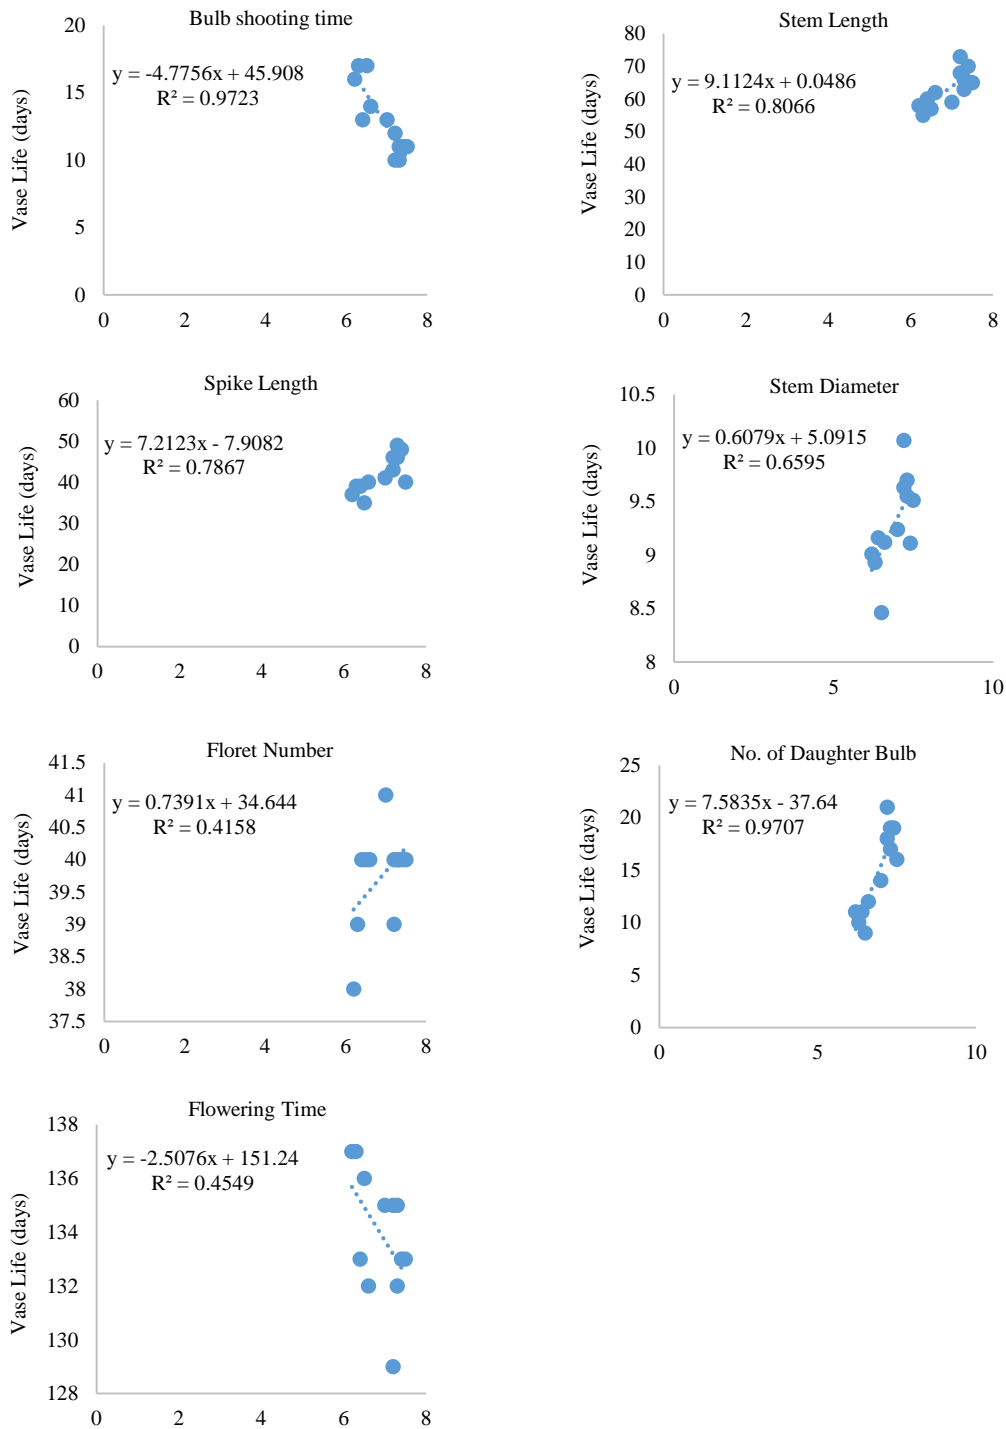 Bulb shooting time
20
15
10
5
0
y = -4.7756x + 45.908
R² = 0.9723
Vase Life (days)
0 2 4 6 8
Stem Length
80
70
60
50
40
30
20
10
0
y = 9.1124x + 0.0486
R² = 0.8066
Vase Life (days)
0 2 4 6 8
Spike Length
60
50
40
30
20
10
0
y = 7.2123x - 7.9082
R² = 0.7867
Vase Life (days)
0 2 4 6 8
Stem Diameter
10.5
10
9.5
9
8.5
8
y = 0.6079x + 5.0915
R² = 0.6595
Vase Life (days)
0 5 10
Floret Number
41.5
41
40.5
40
39.5
39
38.5
38
37.5
y = 0.7391x + 34.644
R² = 0.4158
Vase Life (days)
0 2 4 6 8
No. of Daughter Bulb
25
20
15
10
5
0
y = 7.5835x - 37.64
R² = 0.9707
Vase Life (days)
0 5 10
Flowering Time
138
136
134
132
130
128
y = -2.5076x + 151.24
R² = 0.4549
Vase Life (days)
0 2 4 6 8